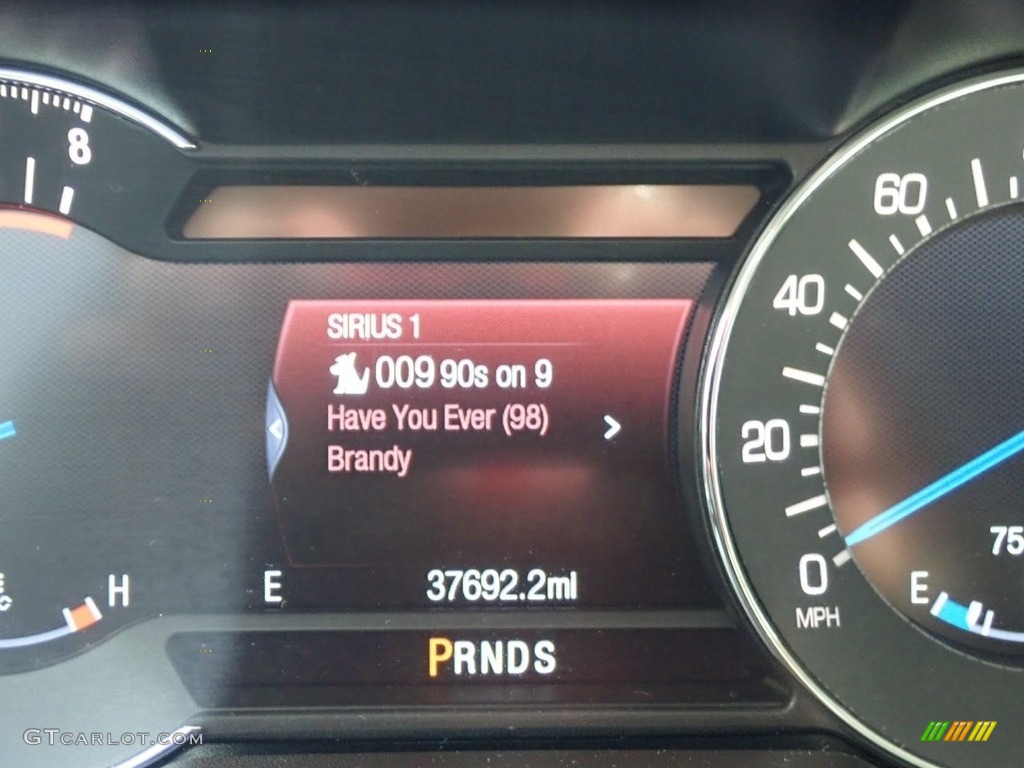 8
60
SIRIUS 1
009 90s on 9
40
Have You Ever (98)
20
Brandy
75
H
E
37692.2mi
0
E
MPH
PRNDS
GTCARLOT.COM